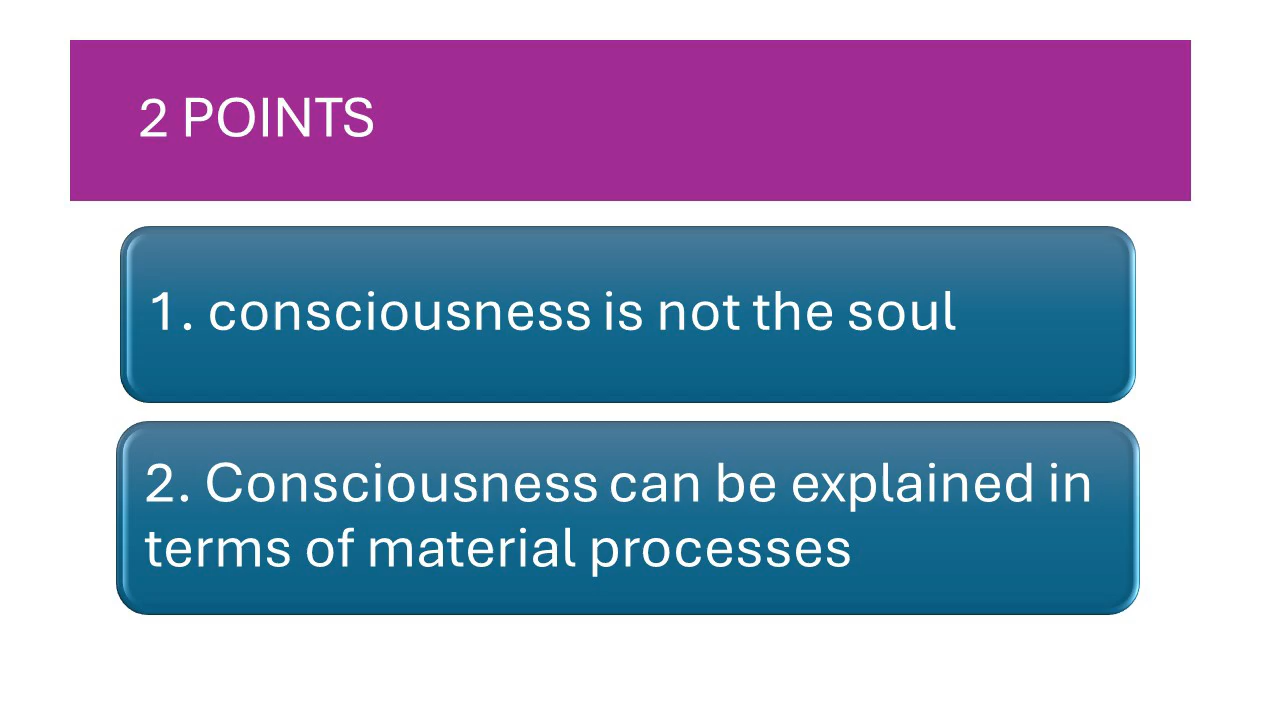 2 POINTS
1. consciousness is not the soul
2. Consciousness can be explained in
terms of material processes